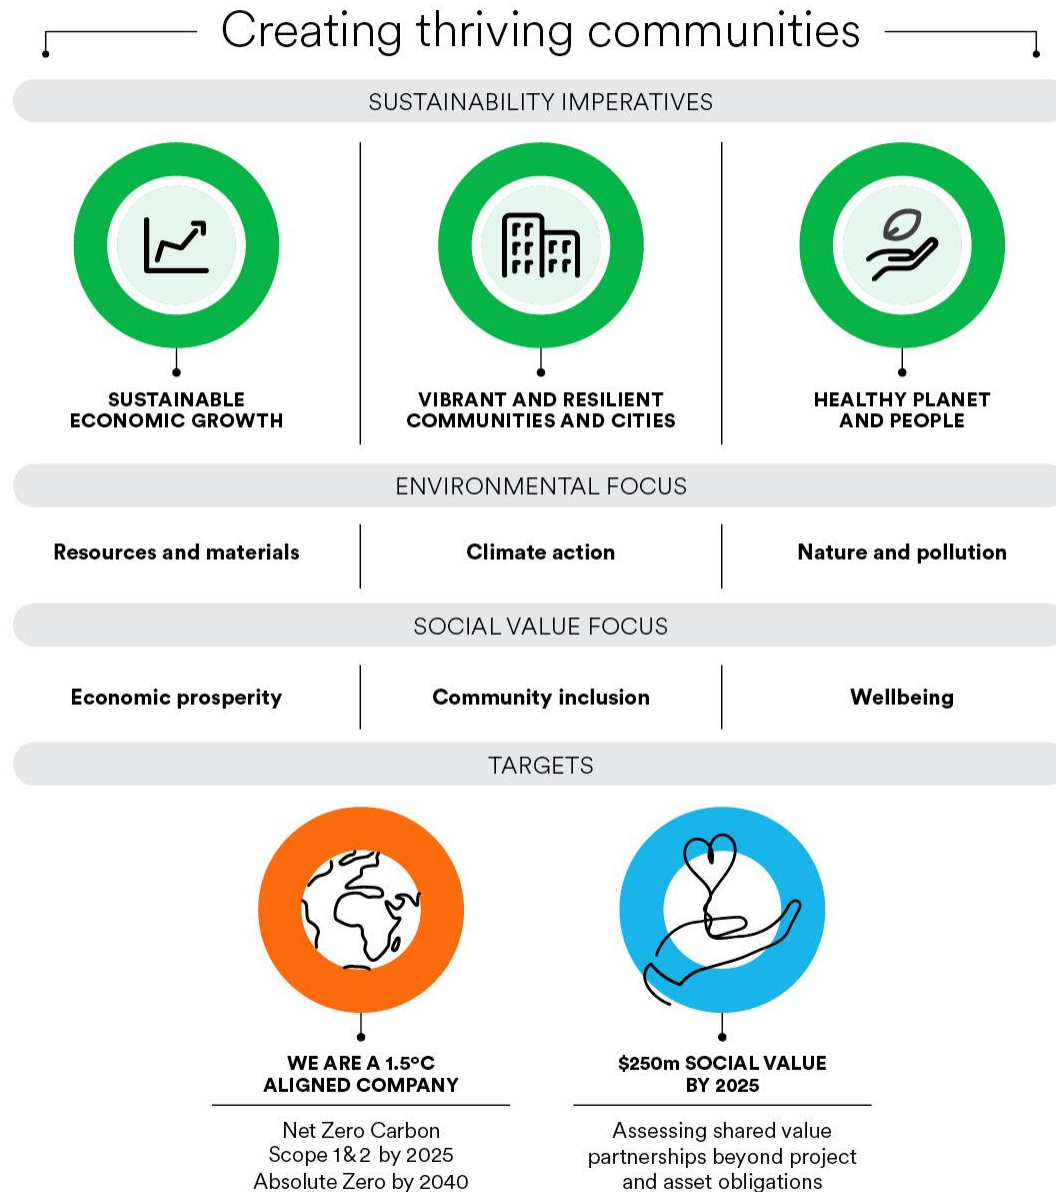 Creating thriving communities
SUSTAINABILITY IMPERATIVES
SUSTAINABLE
ECONOMIC GROWTH
VIBRANT AND RESILIENT
COMMUNITIES AND CITIES
HEALTHY PLANET
AND PEOPLE
ENVIRONMENTAL FOCUS
Resources and materials
Climate action
Nature and pollution
SOCIAL VALUE FOCUS
Economic prosperity
Community inclusion
Wellbeing
TARGETS
WE ARE A 1.5ºC
ALIGNED COMPANY
Net Zero Carbon
Scope 1&2 by 2025
Absolute Zero by 2040
$250m SOCIAL VALUE
BY 2025
Assessing shared value
partnerships beyond project
and asset obligations